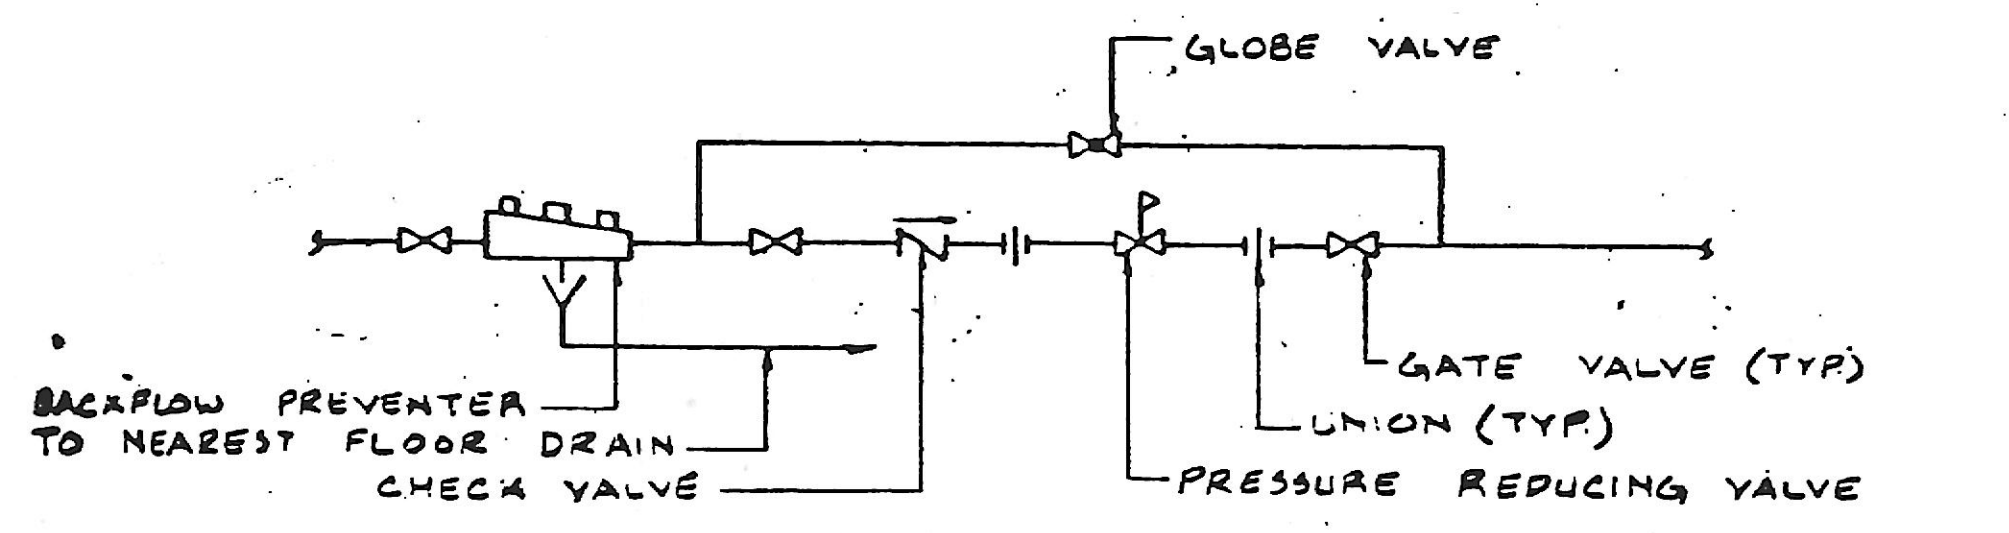 GLOBE VALVE
GATE VALVE (TYP.)
BACKFLOW PREVENTER
UNION (TYP.)
TO NEAREST FLOOR DRAIN
CHECK VALVE
PRESSURE REDUCING VALVE